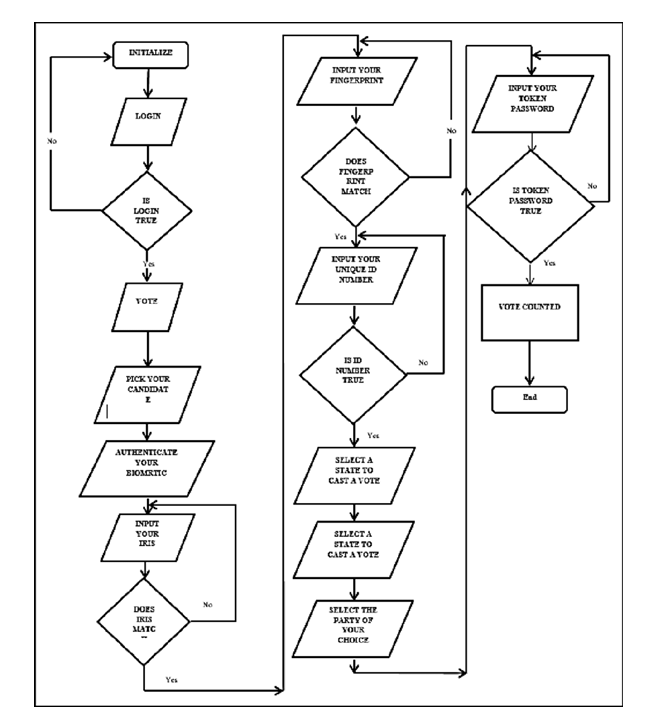 INITIALIZE
LOGIN
No
IS
LOGIN
TRUE
Yes
VOTE
PICK YOUR
CANDIDAT
E
AUTHENTICATE
YOUR
BIOMRTIC
INPUT
YOUR
IRIS
DOES
IRIS
MATC
No
Yes
INPUT YOUR
FINGERPRINT
No
DOES
FINGERP
RINT
MATCH
Yes
INPUT YOUR
UNIQUE ID
NUMBER
IS ID
NUMBER
TRUE
No
Yes
SELECT A
STATE TO
CAST A VOTE
SELECT A
STATE TO
CAST A VOTE
SELECT THE
PARTY OF
YOUR
CHOICE
INPUT YOUR
TOKEN
PASSWORD
IS TOKEN
PASSWORD
TRUE
No
Yes
VOTE COUNTED
End